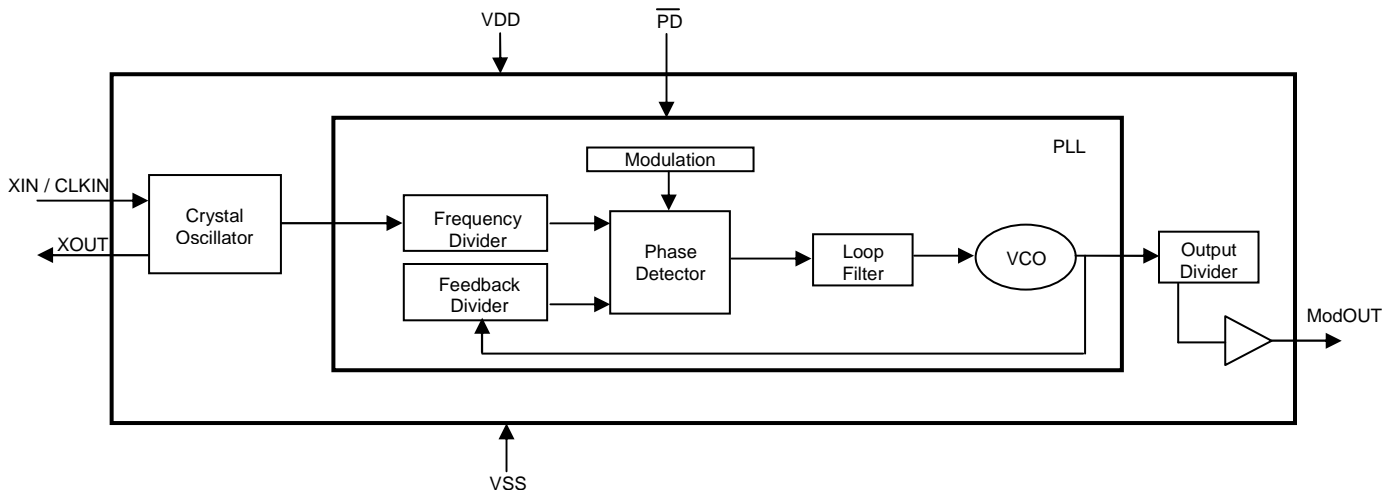 VDD
P̅D̅
PLL
Modulation
XIN / CLKIN
XOUT
Crystal
Oscillator
Frequency
Divider
Feedback
Divider
Phase
Detector
Loop
Filter
VCO
Output
Divider
ModOUT
VSS